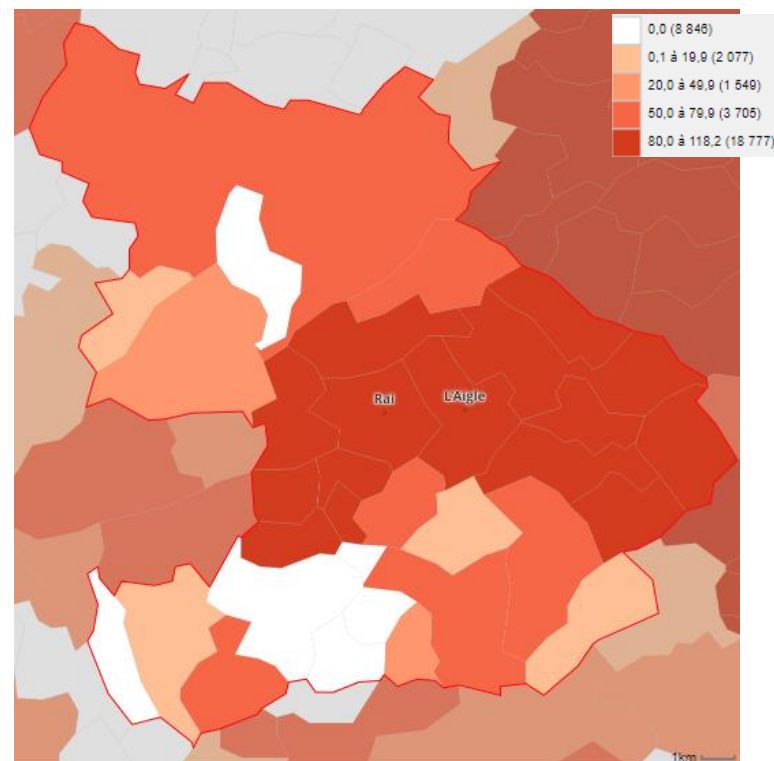 0,0 (8 846)
0,1 à 19,9 (2 077)
20,0 à 49,9 (1 549)
50,0 à 79,9 (3 705)
80,0 à 118,2 (18 777)
Rai
L'Aigle
1km